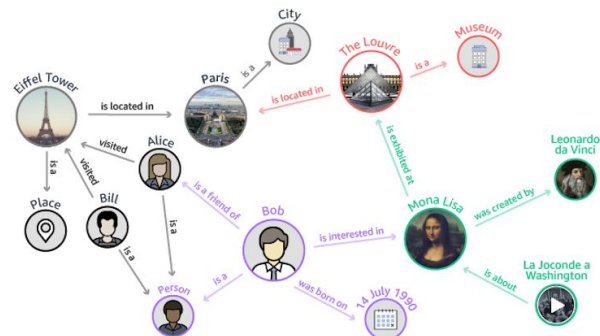 City
The Louvre
Museum
Eiffel Tower
Paris
is a
is a
is located in
is located in
Alice
visited
visited
is a
is exhibited at
Leonardo
da Vinci
Place
Bill
is a friend of
Bob
is a
Mona Lisa
was created by
is interested in
is a
La Joconde a
Washington
Person
is a
was born on
14 July 1990
is about